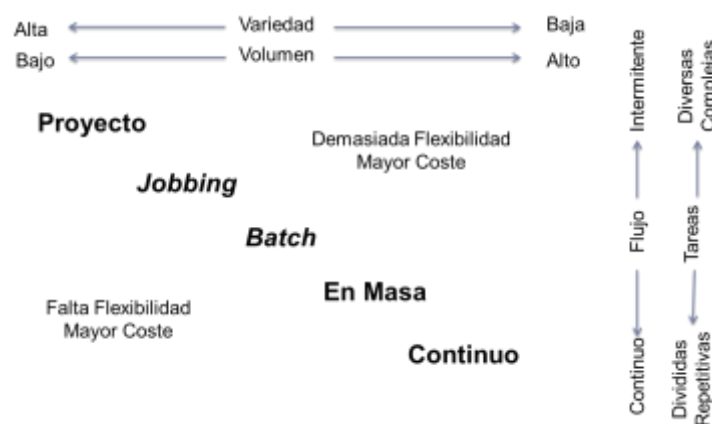 Alta Variedad Baja
Bajo Volumen Alto
Proyecto
Demasiada Flexibilidad
Mayor Coste
Jobbing
Batch
En Masa
Falta Flexibilidad
Mayor Coste
Continuo
Intermitente
Flujo
Continuo
Diversas
Complejas
Tareas
Divididas
Repetitivas